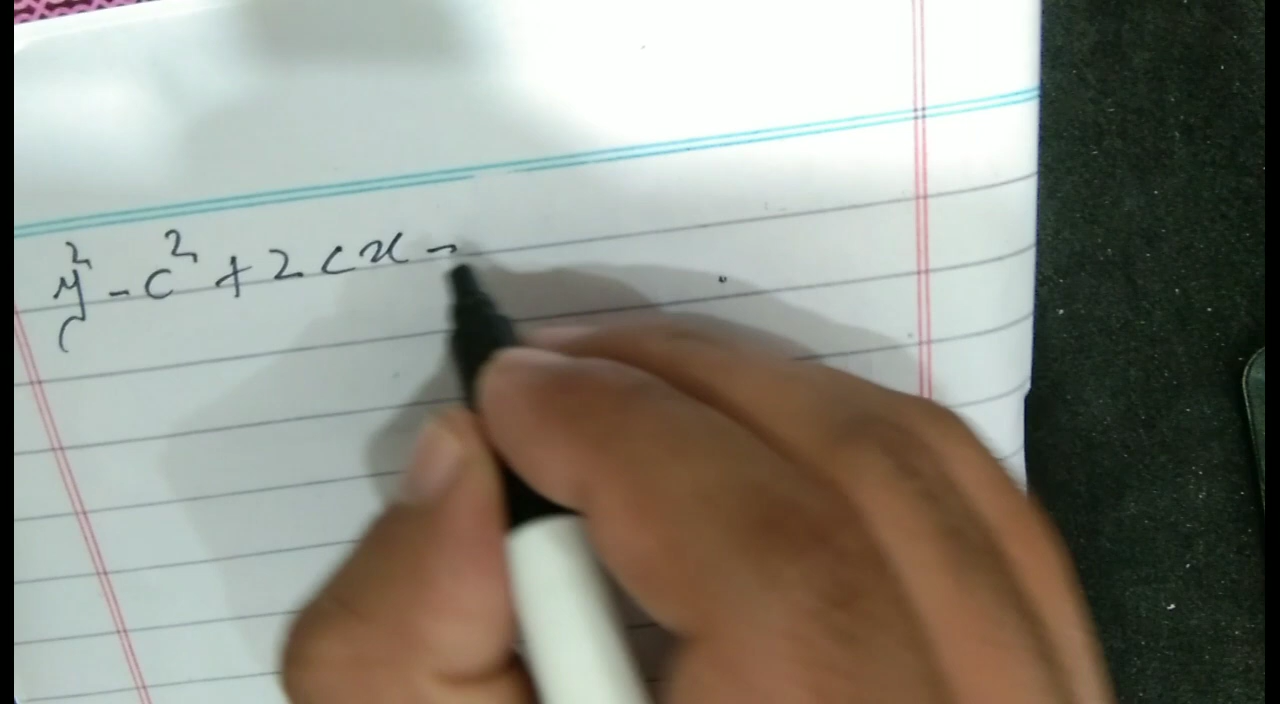 y² - c² + 2cx -